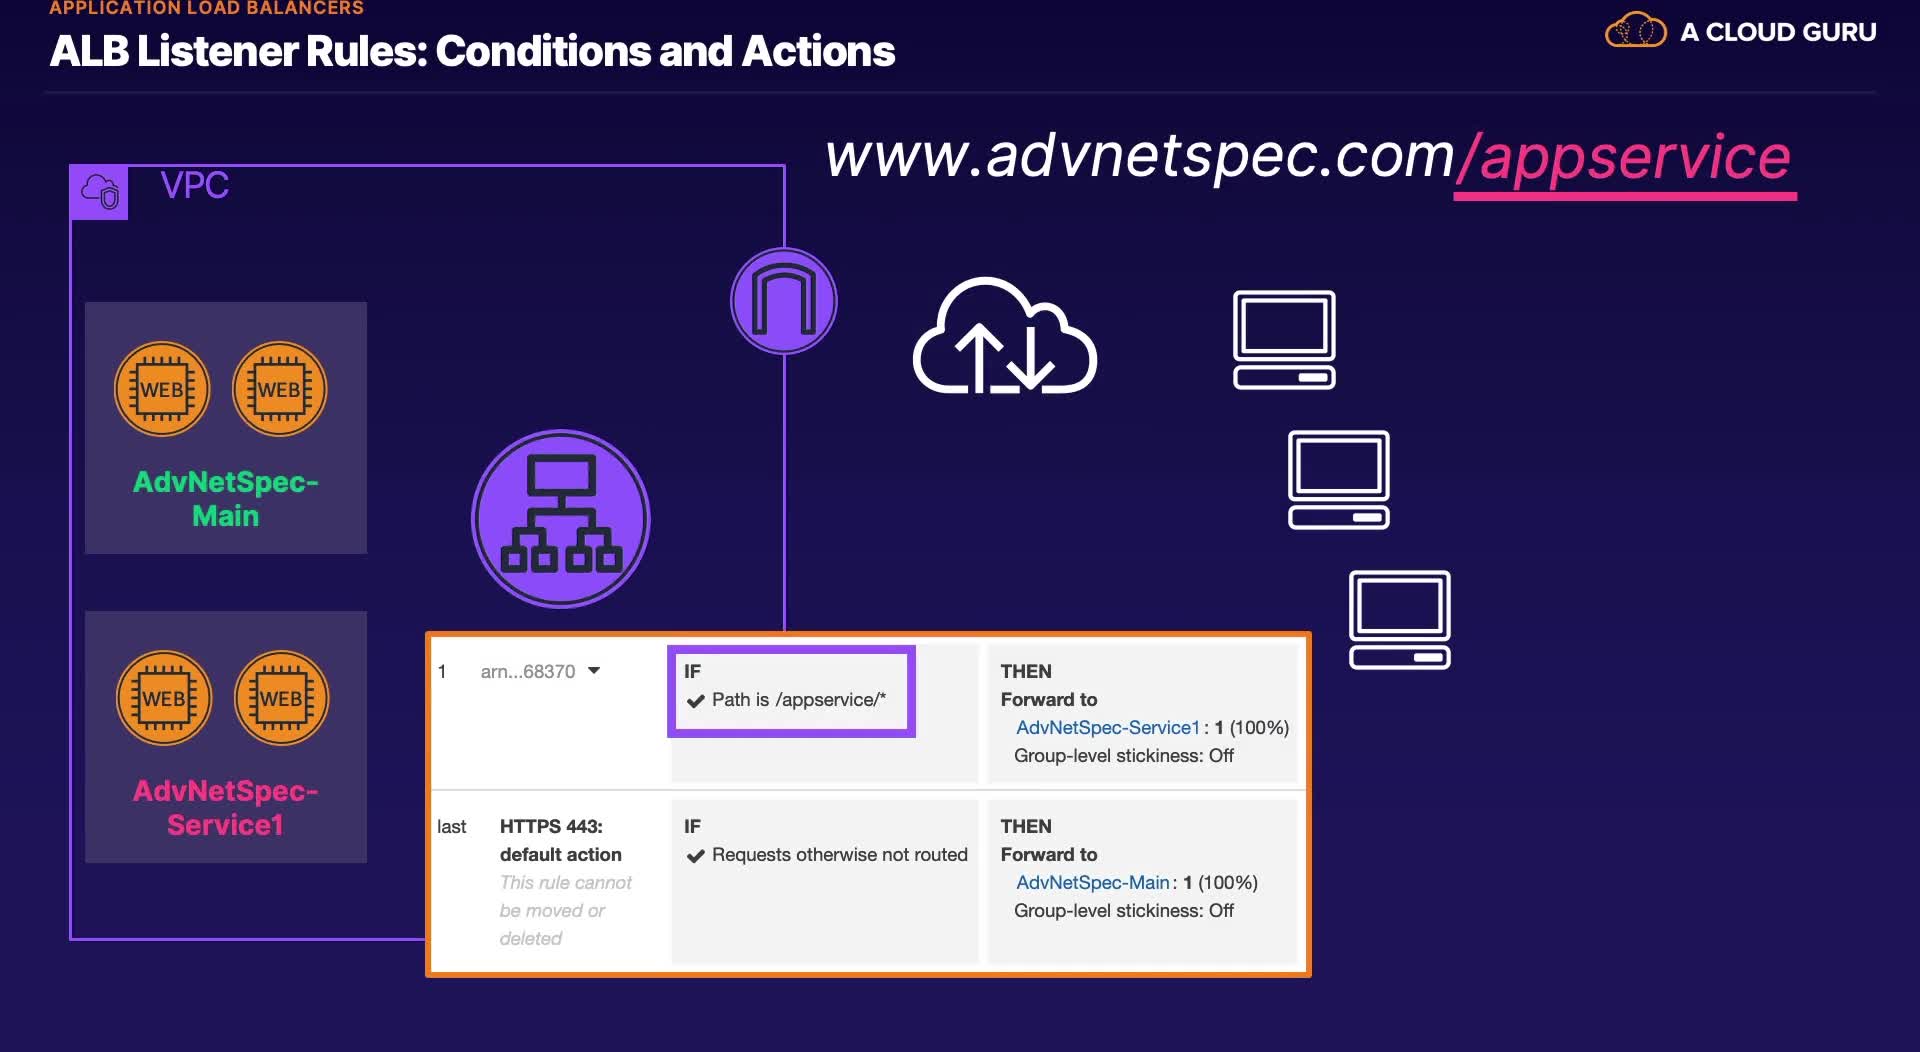 APPLICATION LOAD BALANCERS
ALB Listener Rules: Conditions and Actions
A CLOUD GURU
www.advnetspec.com/appservice
VPC
WEB WEB
AdvNetSpec-
Main
WEB WEB
AdvNetSpec-
Service1
1 arn...68370
IF
Path is /appservice/*
THEN
Forward to
AdvNetSpec-Service1: 1 (100%)
Group-level stickiness: Off
last
HTTPS 443:
default action
This rule cannot
be moved or
deleted
IF
Requests otherwise not routed
THEN
Forward to
AdvNetSpec-Main: 1 (100%)
Group-level stickiness: Off